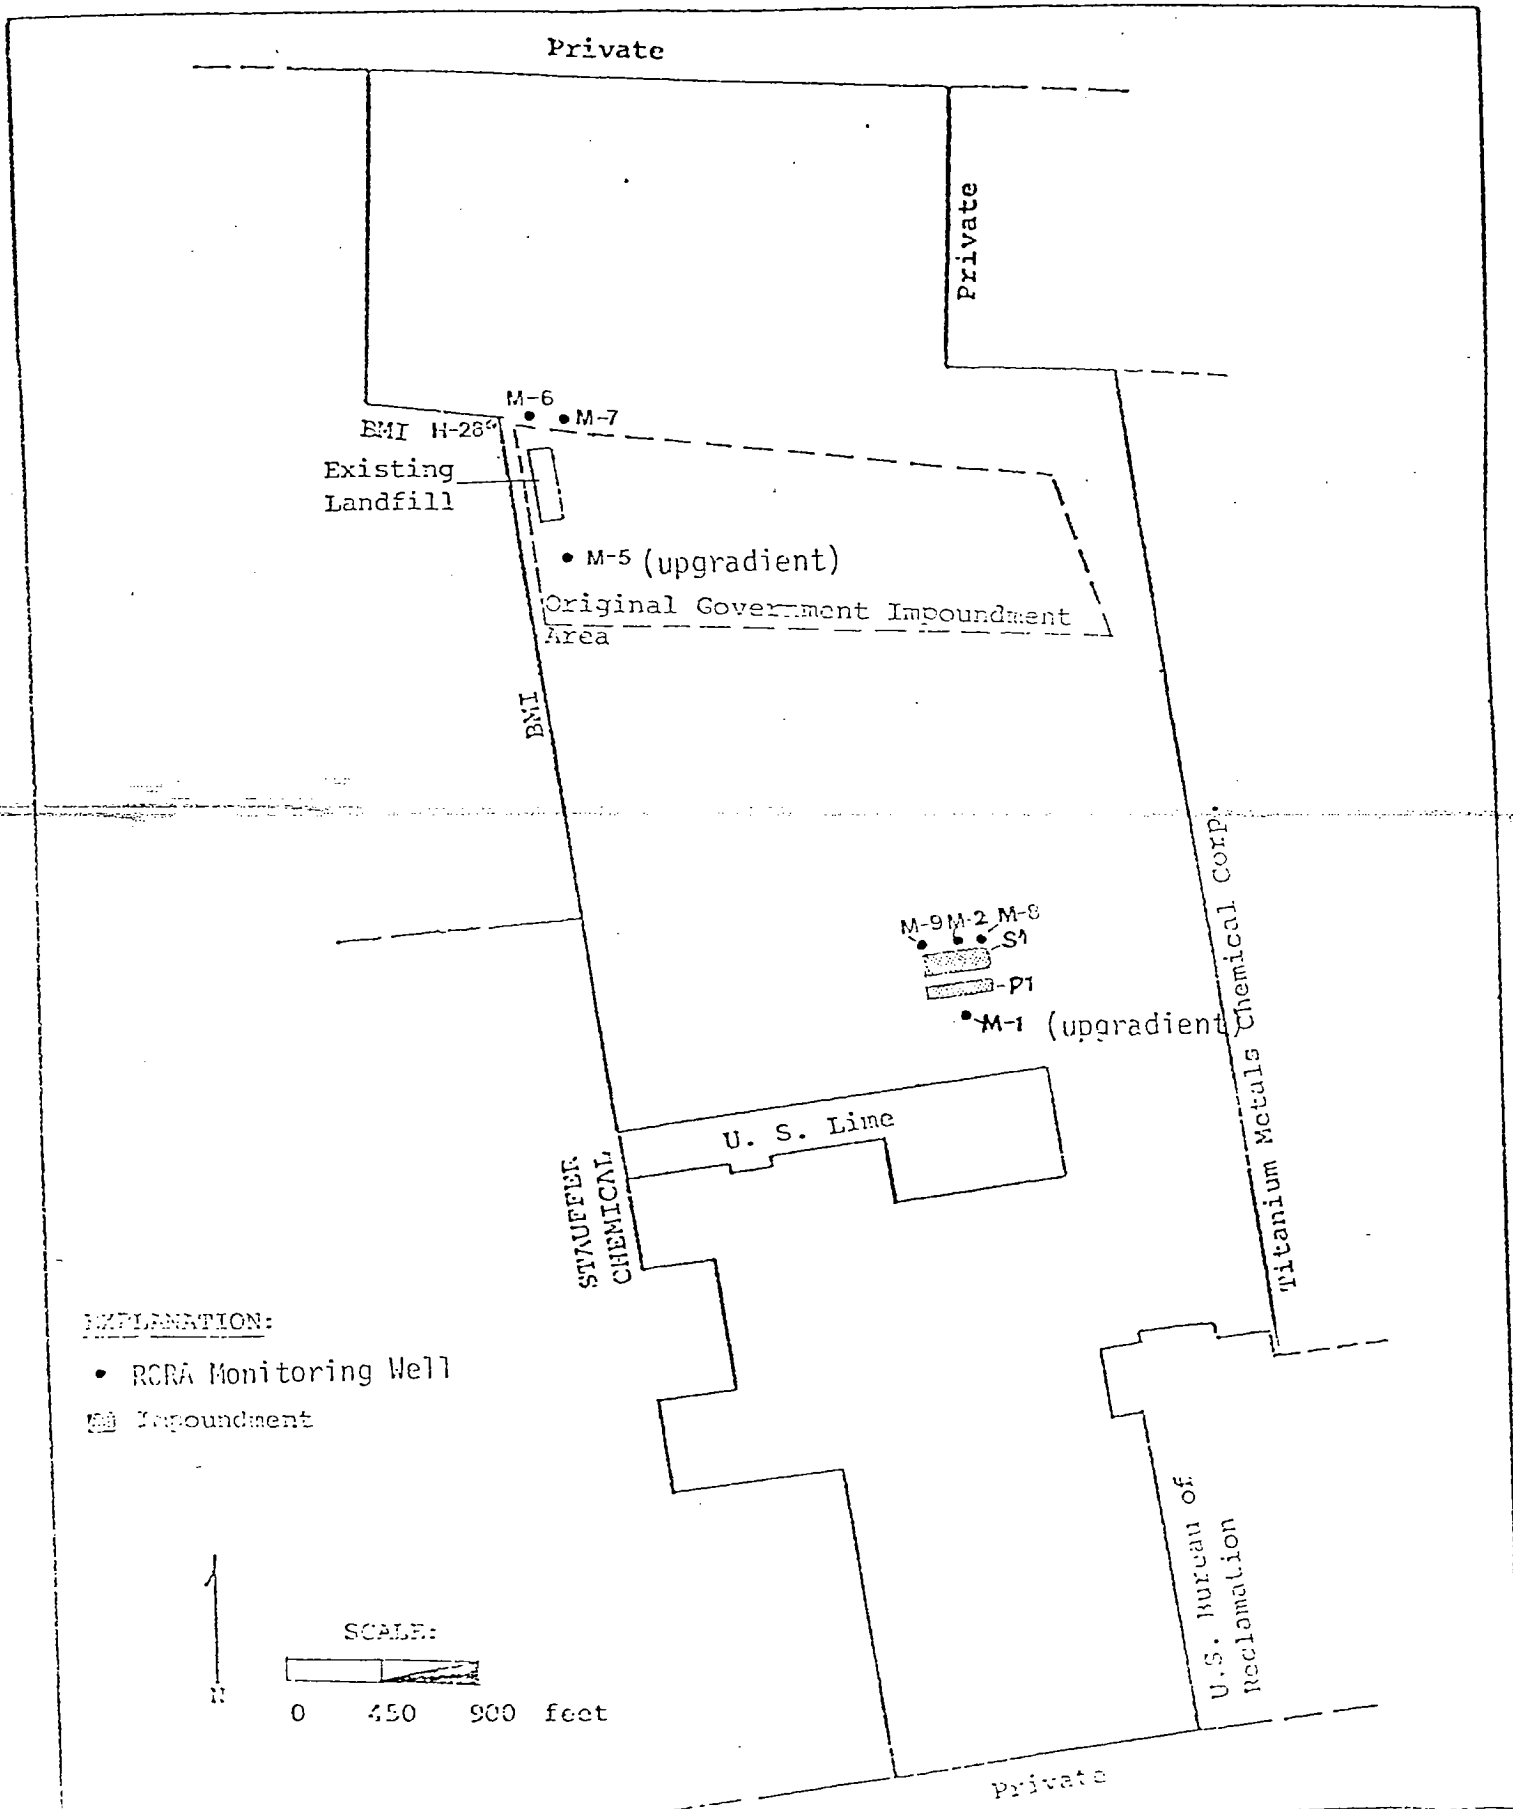 Private
Private
M-6
M-7
BMI H-28
Existing
Landfill
M-5 (upgradient)
Original Government Impoundment
Area
BMI
M-9 M-2 M-8
S1
P1
M-1 (upgradient)
Titanium Metals Chemical Corp.
U. S. Lime
STAUFFER
CHEMICAL
EXPLANATION:
RCRA Monitoring Well
Impoundment
U.S. Bureau of
Reclamation
N
SCALE:
0 450 900 feet
Private